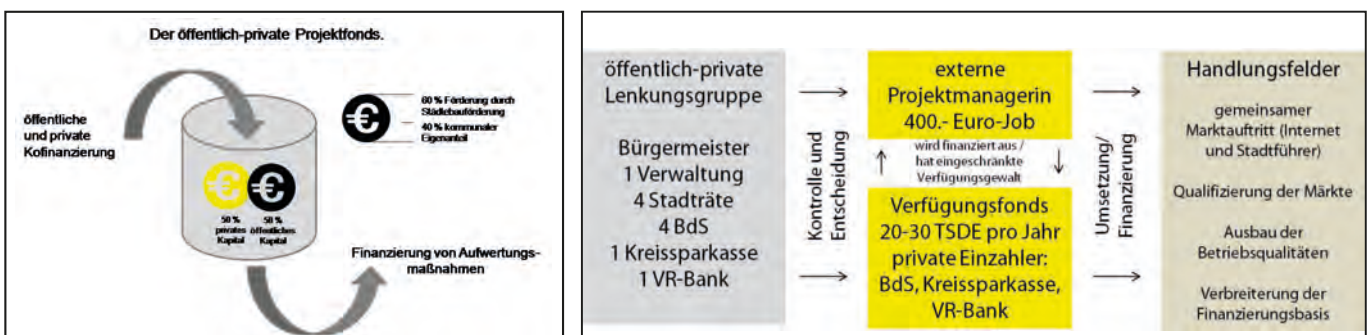 Der öffentlich-private Projektfonds.
öffentliche
und private
Kofinanzierung
60 % Förderung durch
Städtebauförderung
40 % kommunaler
Eigenanteil
50 %
privates
Kapital
50 %
öffentliches
Kapital
Finanzierung von Aufwertungs-
maßnahmen
öffentlich-private
Lenkungsgruppe
Bürgermeister
1 Verwaltung
4 Stadträte
4 BdS
1 Kreissparkasse
1 VR-Bank
Kontrolle und
Entscheidung
externe
Projektmanagerin
400.- Euro-Job
wird finanziert aus /
hat eingeschränkte
Verfügungsgewalt
Verfügungsfonds
20-30 TSDE pro Jahr
private Einzahler:
BdS, Kreissparkasse,
VR-Bank
Umsetzung/
Finanzierung
Handlungsfelder
gemeinsamer
Marktauftritt (Internet
und Stadtführer)
Qualifizierung der Märkte
Ausbau der
Betriebsqualitäten
Verbreiterung der
Finanzierungsbasis